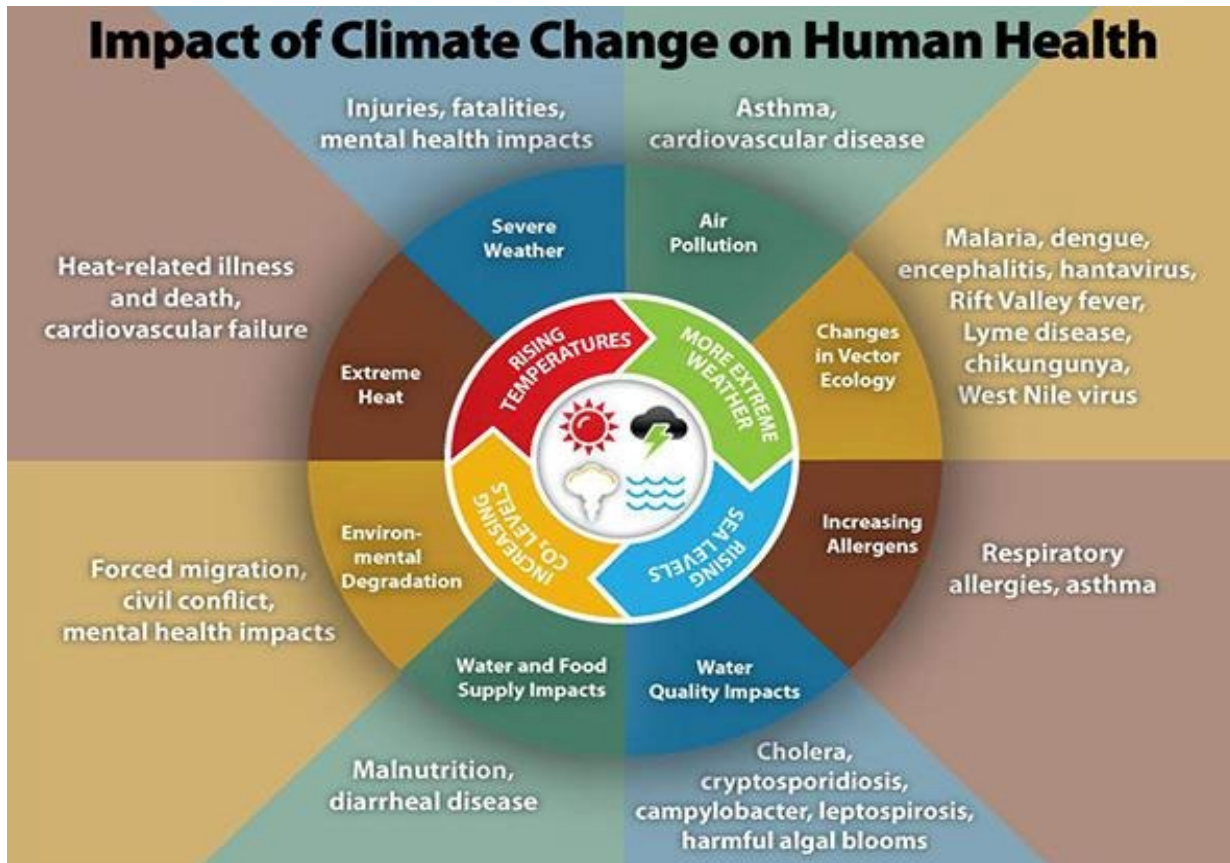 Impact of Climate Change on Human Health
Injuries, fatalities,
mental health impacts
Asthma,
cardiovascular disease
Severe
Weather
Air
Pollution
Heat-related illness
and death,
cardiovascular failure
Extreme
Heat
RISING
TEMPERATURES
MORE EXTREME
WEATHER
Changes
in Vector
Ecology
Malaria, dengue,
encephalitis, hantavirus,
Rift Valley fever,
Lyme disease,
chikungunya,
West Nile virus
Forced migration,
civil conflict,
mental health impacts
Environ-
mental
Degradation
INCREASING
CO₂ LEVELS
RISING
SEA LEVELS
Increasing
Allergens
Respiratory
allergies, asthma
Water and Food
Supply Impacts
Water
Quality Impacts
Malnutrition,
diarrheal disease
Cholera,
cryptosporidiosis,
campylobacter, leptospirosis,
harmful algal blooms